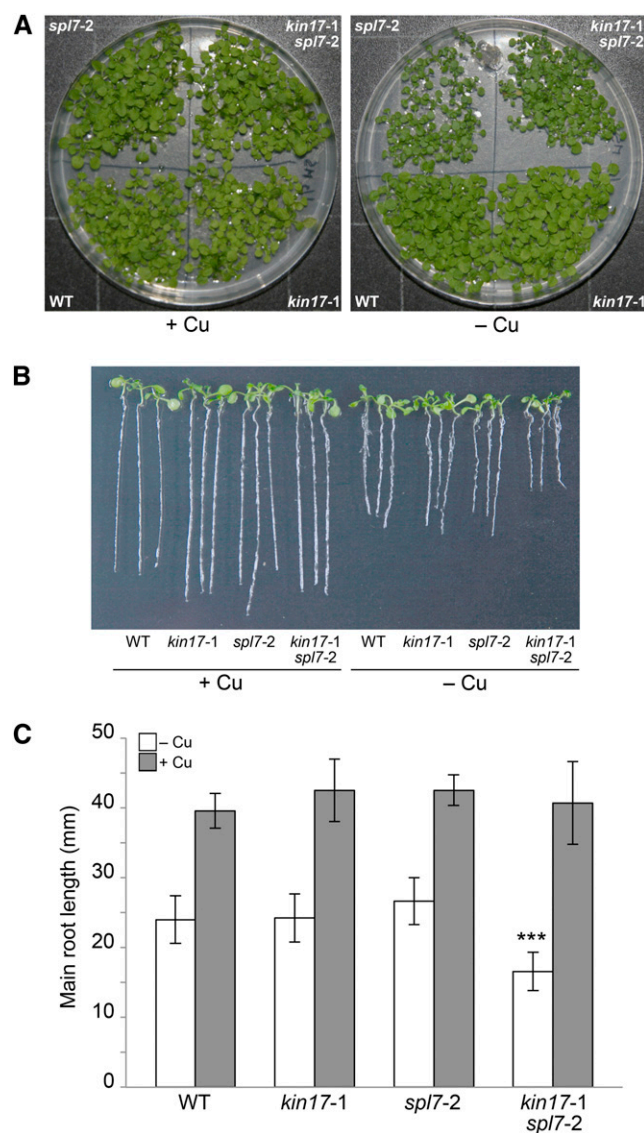 A
spl7-2
kin17-1
spl7-2
WT
kin17-1
+ Cu
kin17-1
spl7-2
WT
kin17-1
– Cu
B
WT kin17-1 spl7-2 kin17-1
spl7-2
WT kin17-1 spl7-2 kin17-1
spl7-2
+ Cu
– Cu
C
– Cu
+ Cu
Main root length (mm)
50
40
30
20
10
0
***
WT
kin17-1
spl7-2
kin17-1
spl7-2